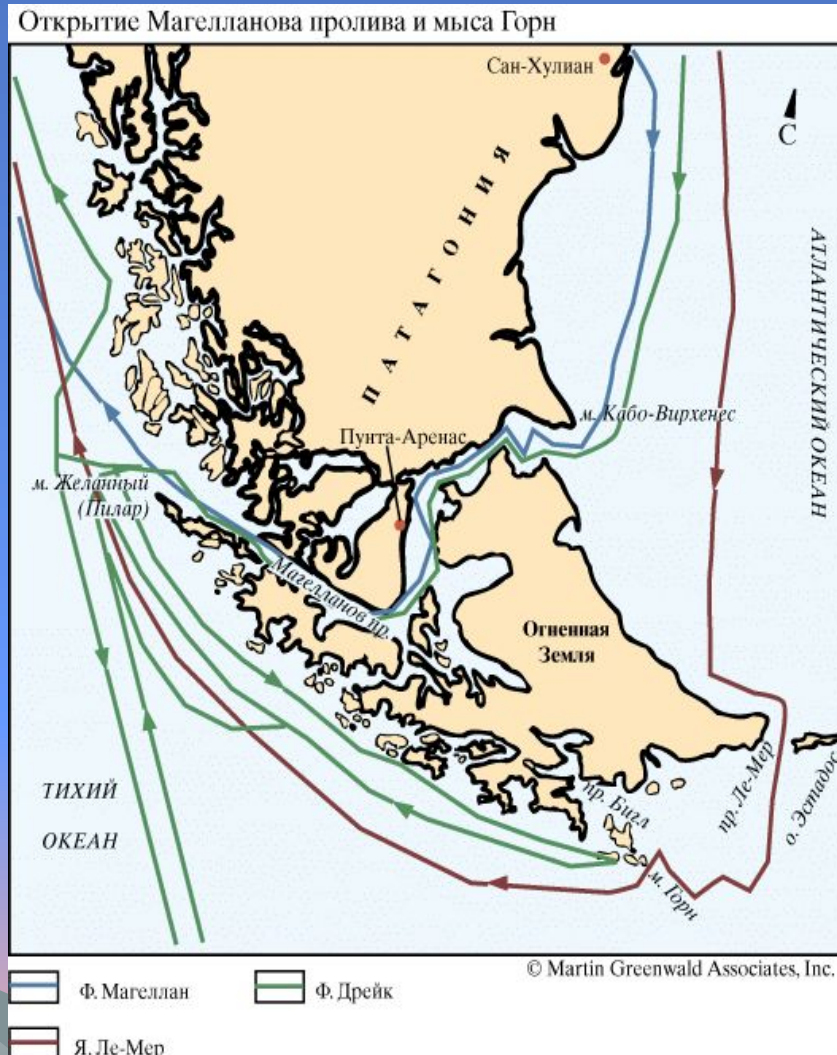 Открытие Магелланова пролива и мыса Горн
Сан-Хулиан
С
ПАТАГОНИЯ
АТЛАНТИЧЕСКИЙ ОКЕАН
м. Кабо-Вирхенес
Пунта-Аренас
м. Желанный
(Пилар)
Магелланов пр.
Огненная
Земля
ТИХИЙ
ОКЕАН
пр. Бигл
пр. Ле-Мер
о. Эстадос
м. Горн
© Martin Greenwald Associates, Inc.
Ф. Магеллан
Ф. Дрейк
Я. Ле-Мер